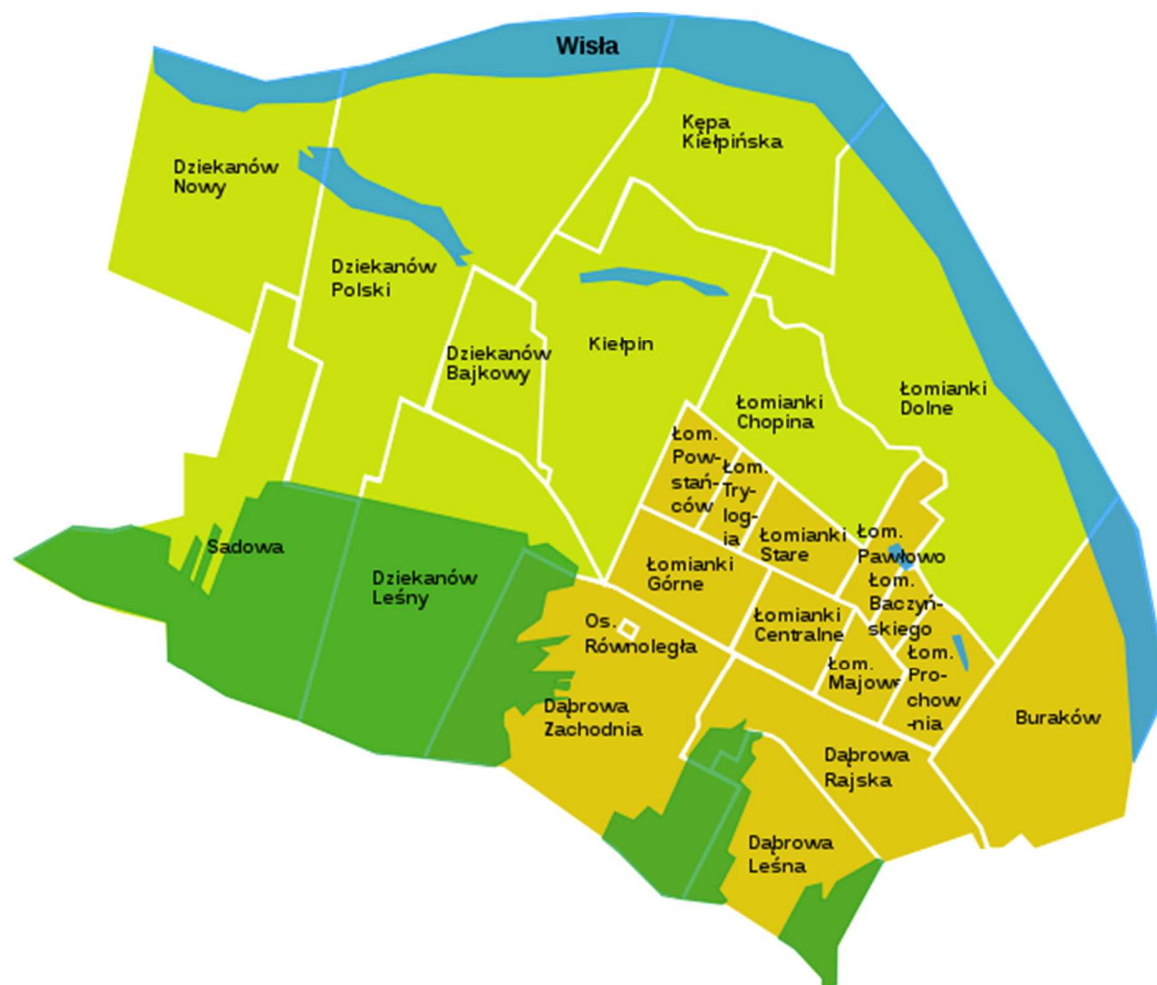 Wisła
Kępa
Kiełpińska
Dziekanów
Nowy
Dziekanów
Polski
Dziekanów
Bajkowy
Kiełpin
Łomianki
Dolne
Łomianki
Chopina
Łom.
Pow-
stań-
ców
Łom.
Try-
log-
ia
Łomianki
Stare
Łom.
Pawłowo
Łom.
Baczyń-
skiego
Sadowa
Dziekanów
Leśny
Łomianki
Górne
Łomianki
Centralne
Os.
Równoległa
Łom.
Majowe
Łom.
Pro-
chow
-nia
Dąbrowa
Zachodnia
Buraków
Dąbrowa
Rajska
Dąbrowa
Leśna